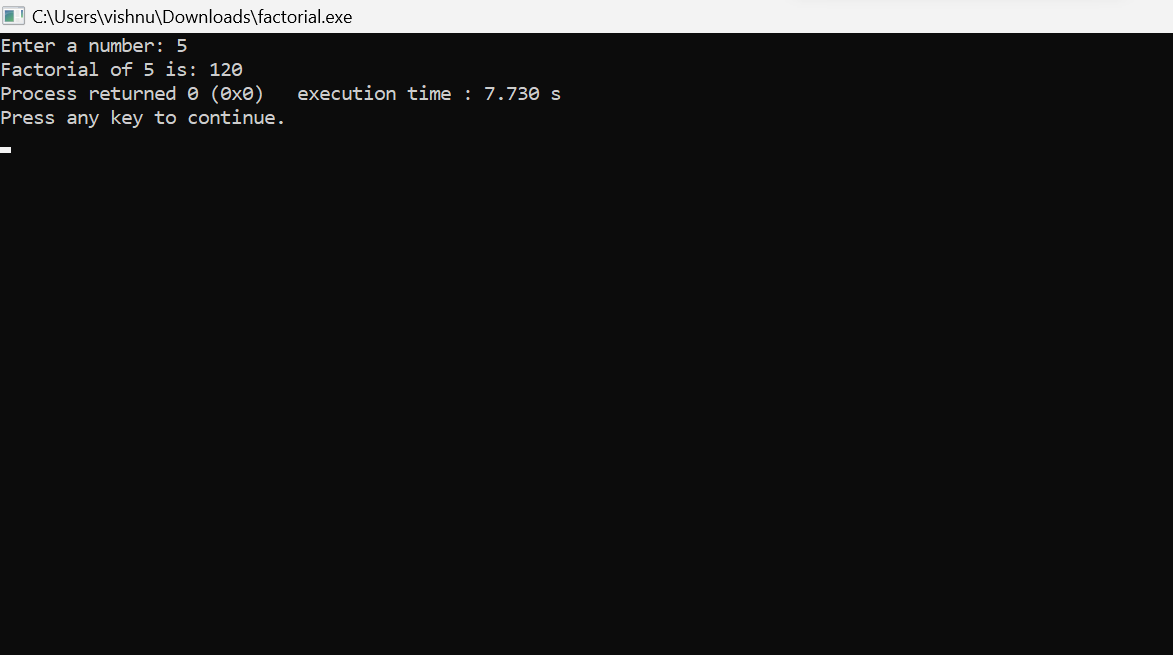 C:\Users\vishnu\Downloads\factorial.exe
Enter a number: 5
Factorial of 5 is: 120
Process returned 0 (0x0)   execution time : 7.730 s
Press any key to continue.